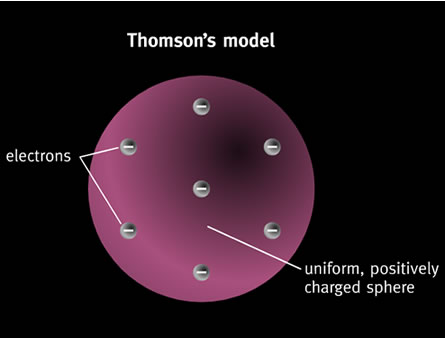 Thomson's model
electrons
uniform, positively
charged sphere